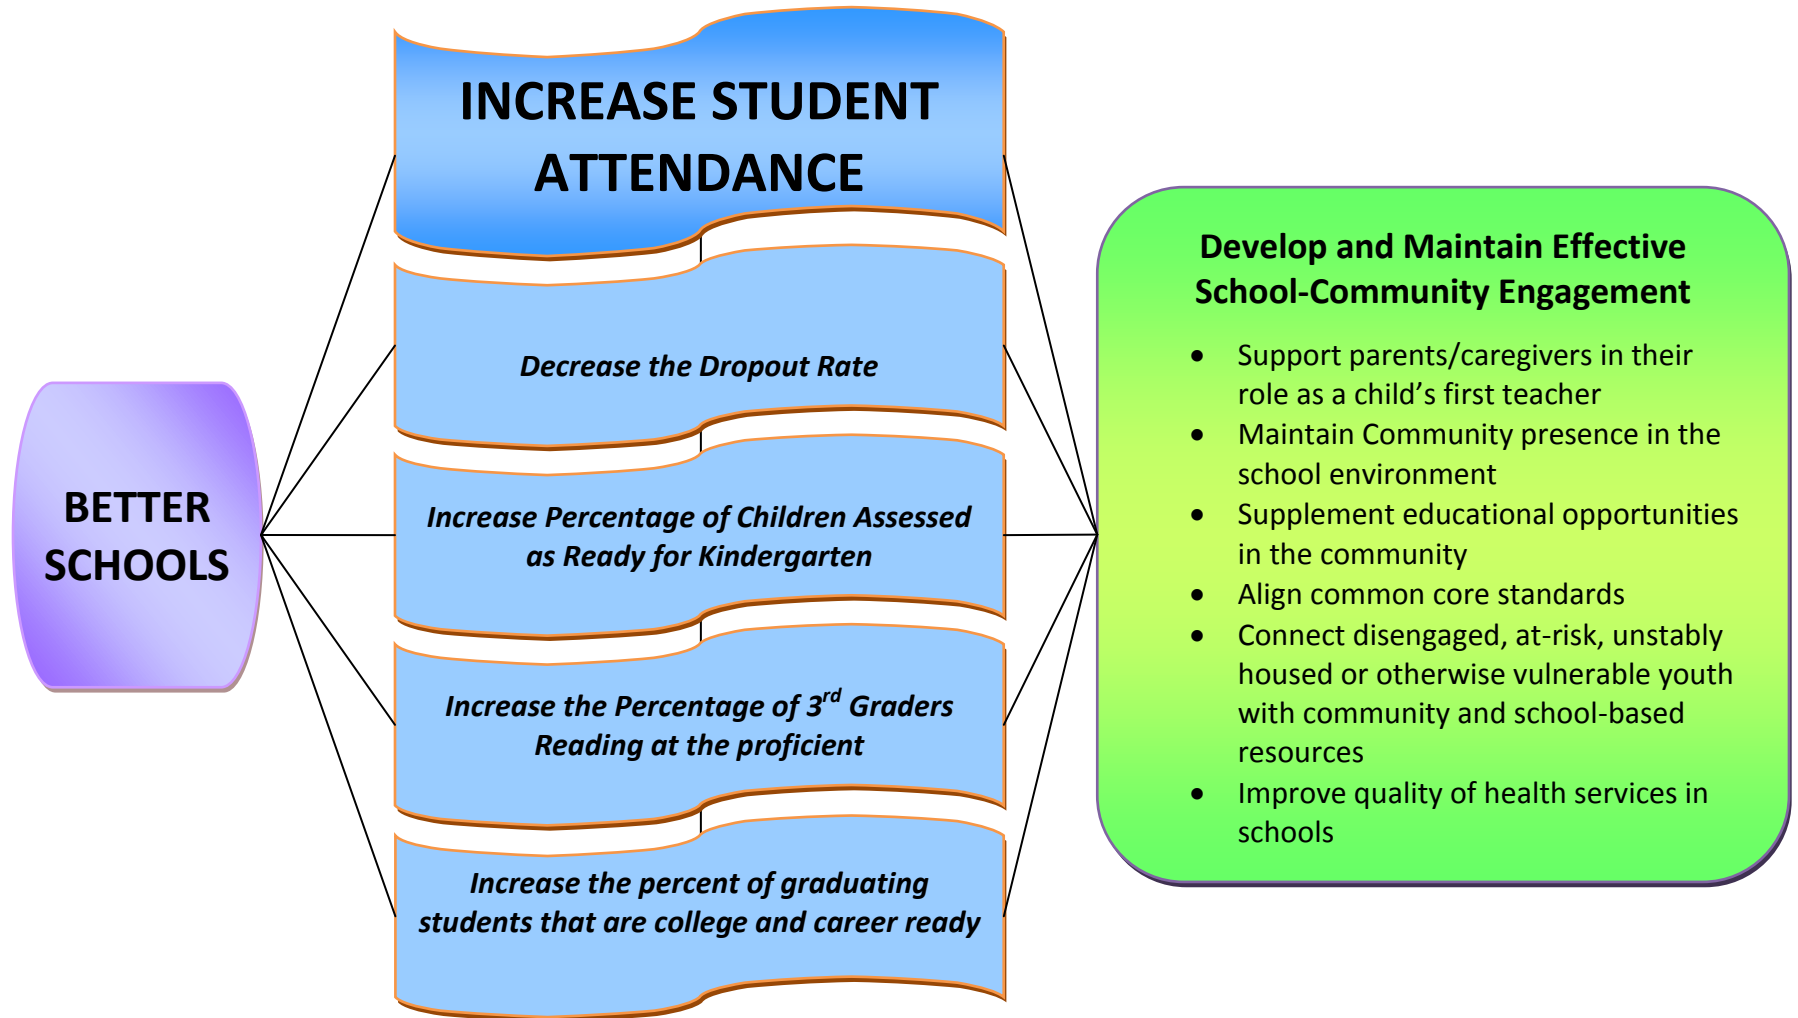 INCREASE STUDENT
ATTENDANCE
Decrease the Dropout Rate
Increase Percentage of Children Assessed
as Ready for Kindergarten
Increase the Percentage of 3rd Graders
Reading at the proficient
Increase the percent of graduating
students that are college and career ready
BETTER
SCHOOLS
Develop and Maintain Effective
School-Community Engagement
• Support parents/caregivers in their
role as a child’s first teacher
• Maintain Community presence in the
school environment
• Supplement educational opportunities
in the community
• Align common core standards
• Connect disengaged, at-risk, unstably
housed or otherwise vulnerable youth
with community and school-based
resources
• Improve quality of health services in
schools